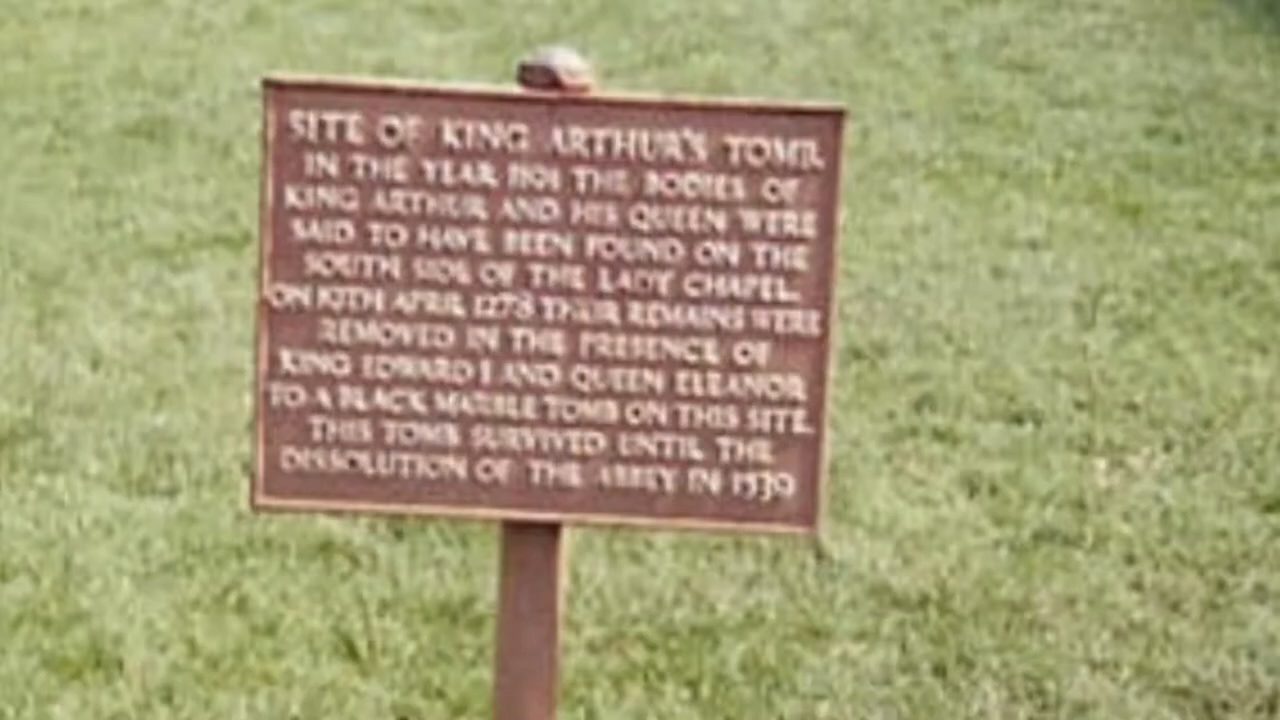 SITE OF KING ARTHUR'S TOMB
IN THE YEAR THE BODIES OF
KING ARTHUR AND HIS QUEEN WERE
SAID TO HAVE BEEN FOUND ON THE
SOUTH SIDE OF THE LADY CHAPEL.
ON 19TH APRIL 1278 THEIR REMAINS WERE
REMOVED IN THE PRESENCE OF
KING EDWARD I AND QUEEN ELEANOR
TO A BLACK MARBLE TOMB ON THIS SITE.
THIS TOMB SURVIVED UNTIL THE
DISSOLUTION OF THE ABBEY IN 1539